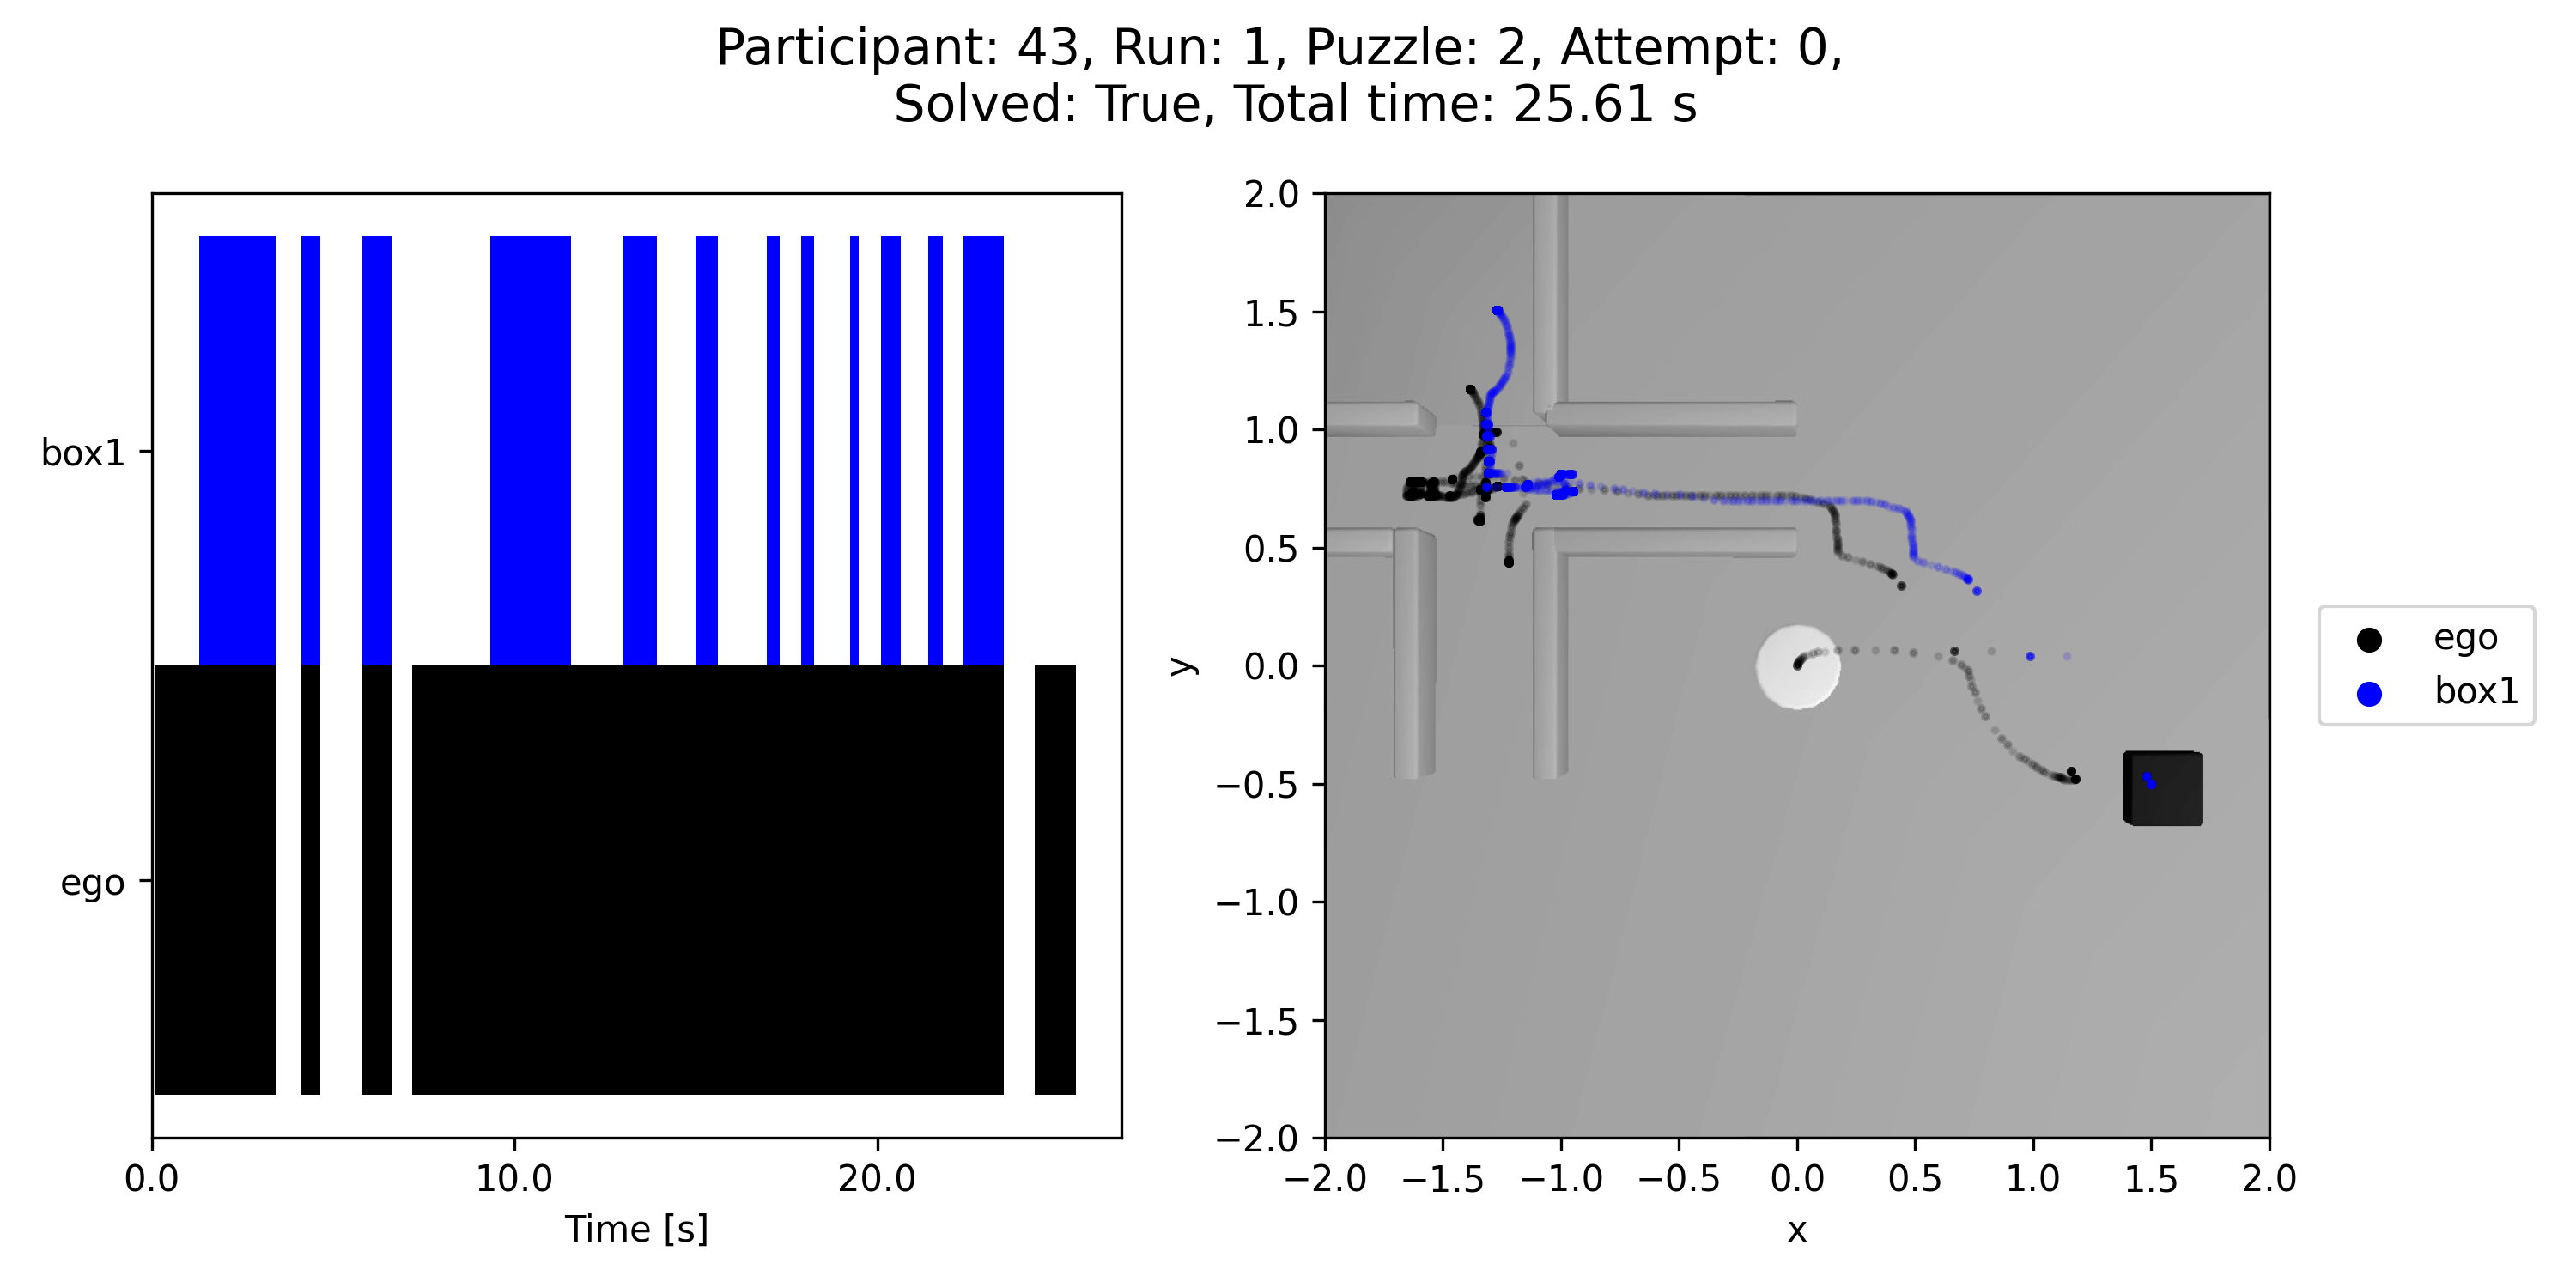 Participant: 43, Run: 1, Puzzle: 2, Attempt: 0,
Solved: True, Total time: 25.61 s
box1
ego
0.0 10.0 20.0
Time [s]
2.0
1.5
1.0
0.5
0.0
−0.5
−1.0
−1.5
−2.0
y
−2.0 −1.5 −1.0 −0.5 0.0 0.5 1.0 1.5 2.0
x
ego
box1